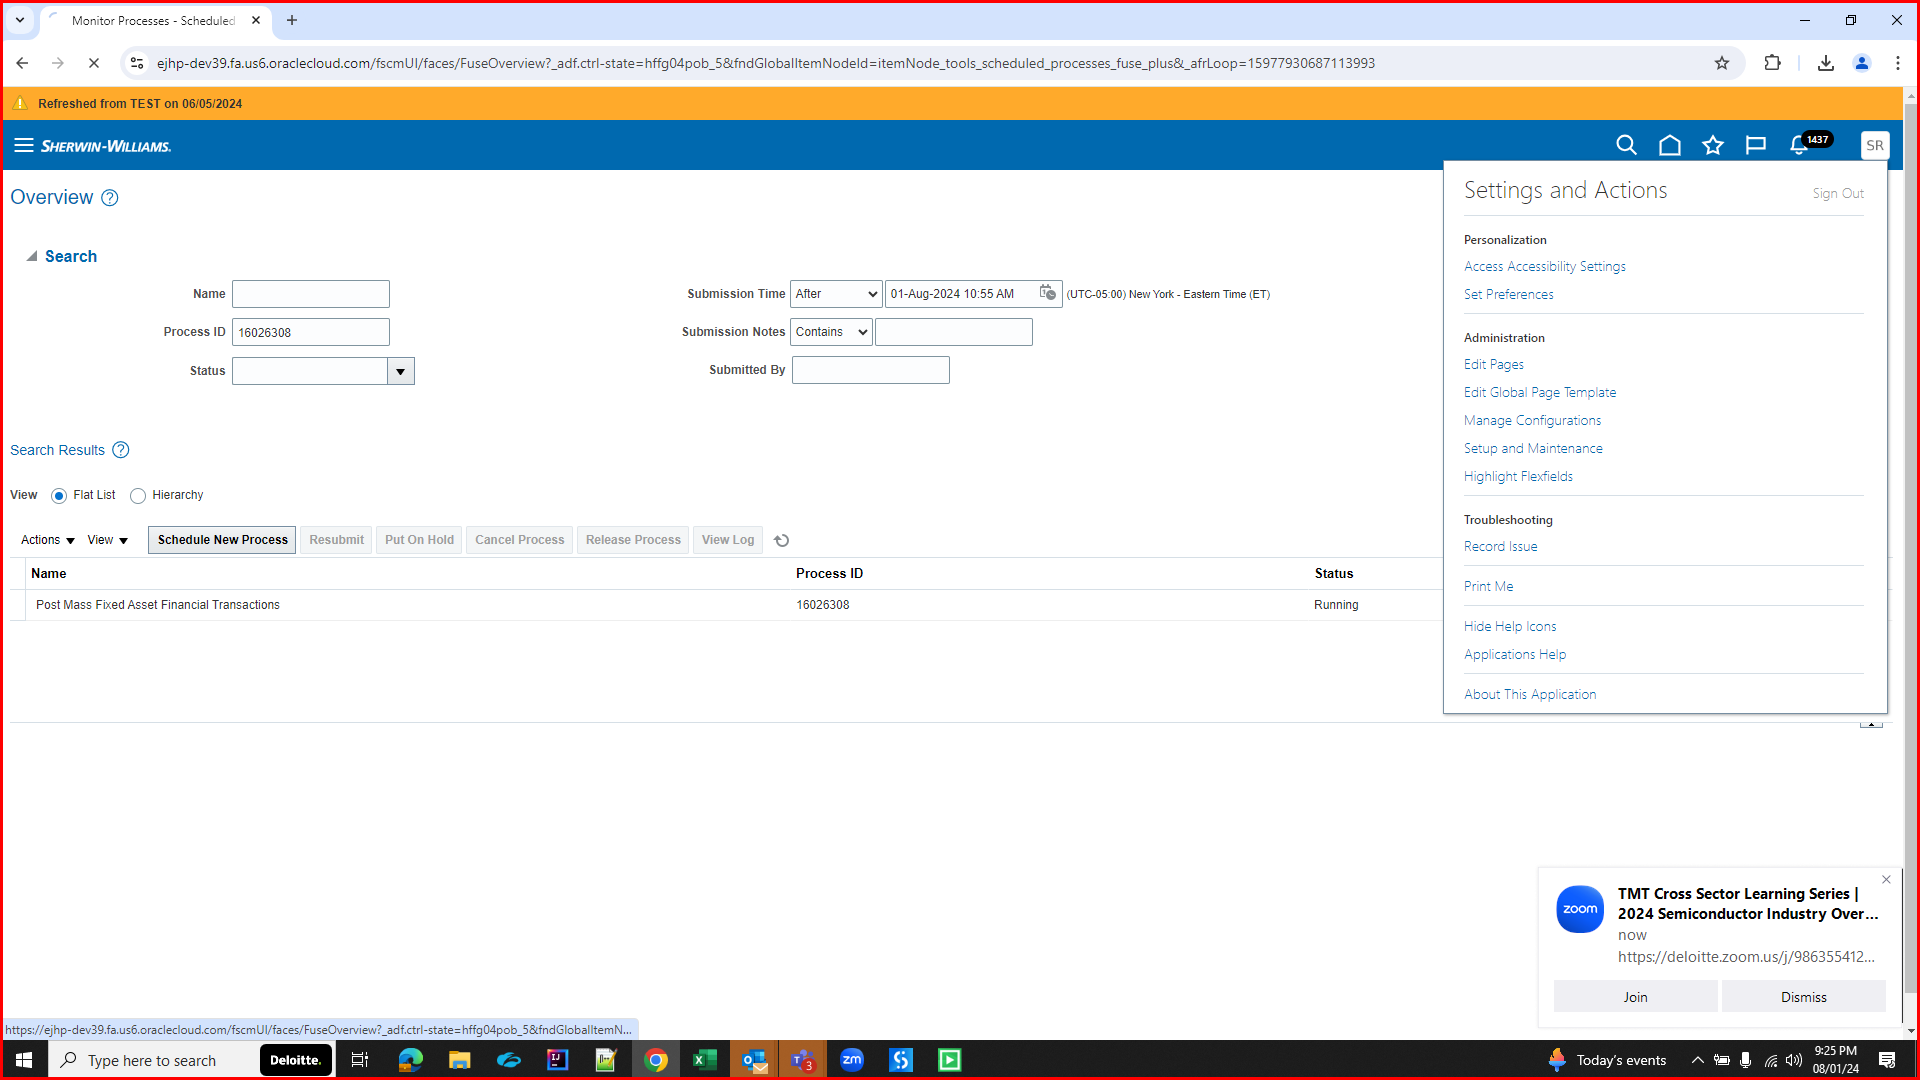 Monitor Processes - Scheduled
ejhp-dev39.fa.us6.oraclecloud.com/fscmUI/faces/FuseOverview?_adf.ctrl-state=hffg04pob_5&fndGlobalItemNodeId=itemNode_tools_scheduled_processes_fuse_plus&_afrLoop=15977930687113993
Refreshed from TEST on 06/05/2024
SHERWIN-WILLIAMS.
1437
SR
Overview
Settings and Actions
Sign Out
Search
Name
Process ID 16026308
Status
Submission Time After 01-Aug-2024 10:55 AM (UTC-05:00) New York - Eastern Time (ET)
Submission Notes Contains
Submitted By
Personalization
Access Accessibility Settings
Set Preferences
Administration
Edit Pages
Edit Global Page Template
Manage Configurations
Setup and Maintenance
Highlight Flexfields
Troubleshooting
Record Issue
Print Me
Hide Help Icons
Applications Help
About This Application
Search Results
View Flat List Hierarchy
Actions View Schedule New Process Resubmit Put On Hold Cancel Process Release Process View Log
Name Process ID Status
Post Mass Fixed Asset Financial Transactions 16026308 Running
zoom
TMT Cross Sector Learning Series |
2024 Semiconductor Industry Over...
now
https://deloitte.zoom.us/j/986355412...
Join Dismiss
https://ejhp-dev39.fa.us6.oraclecloud.com/fscmUI/faces/FuseOverview?_adf.ctrl-state=hffg04pob_5&fndGlobalItemN...
Type here to search
Deloitte.
3
zm
Today's events
9:25 PM
08/01/24